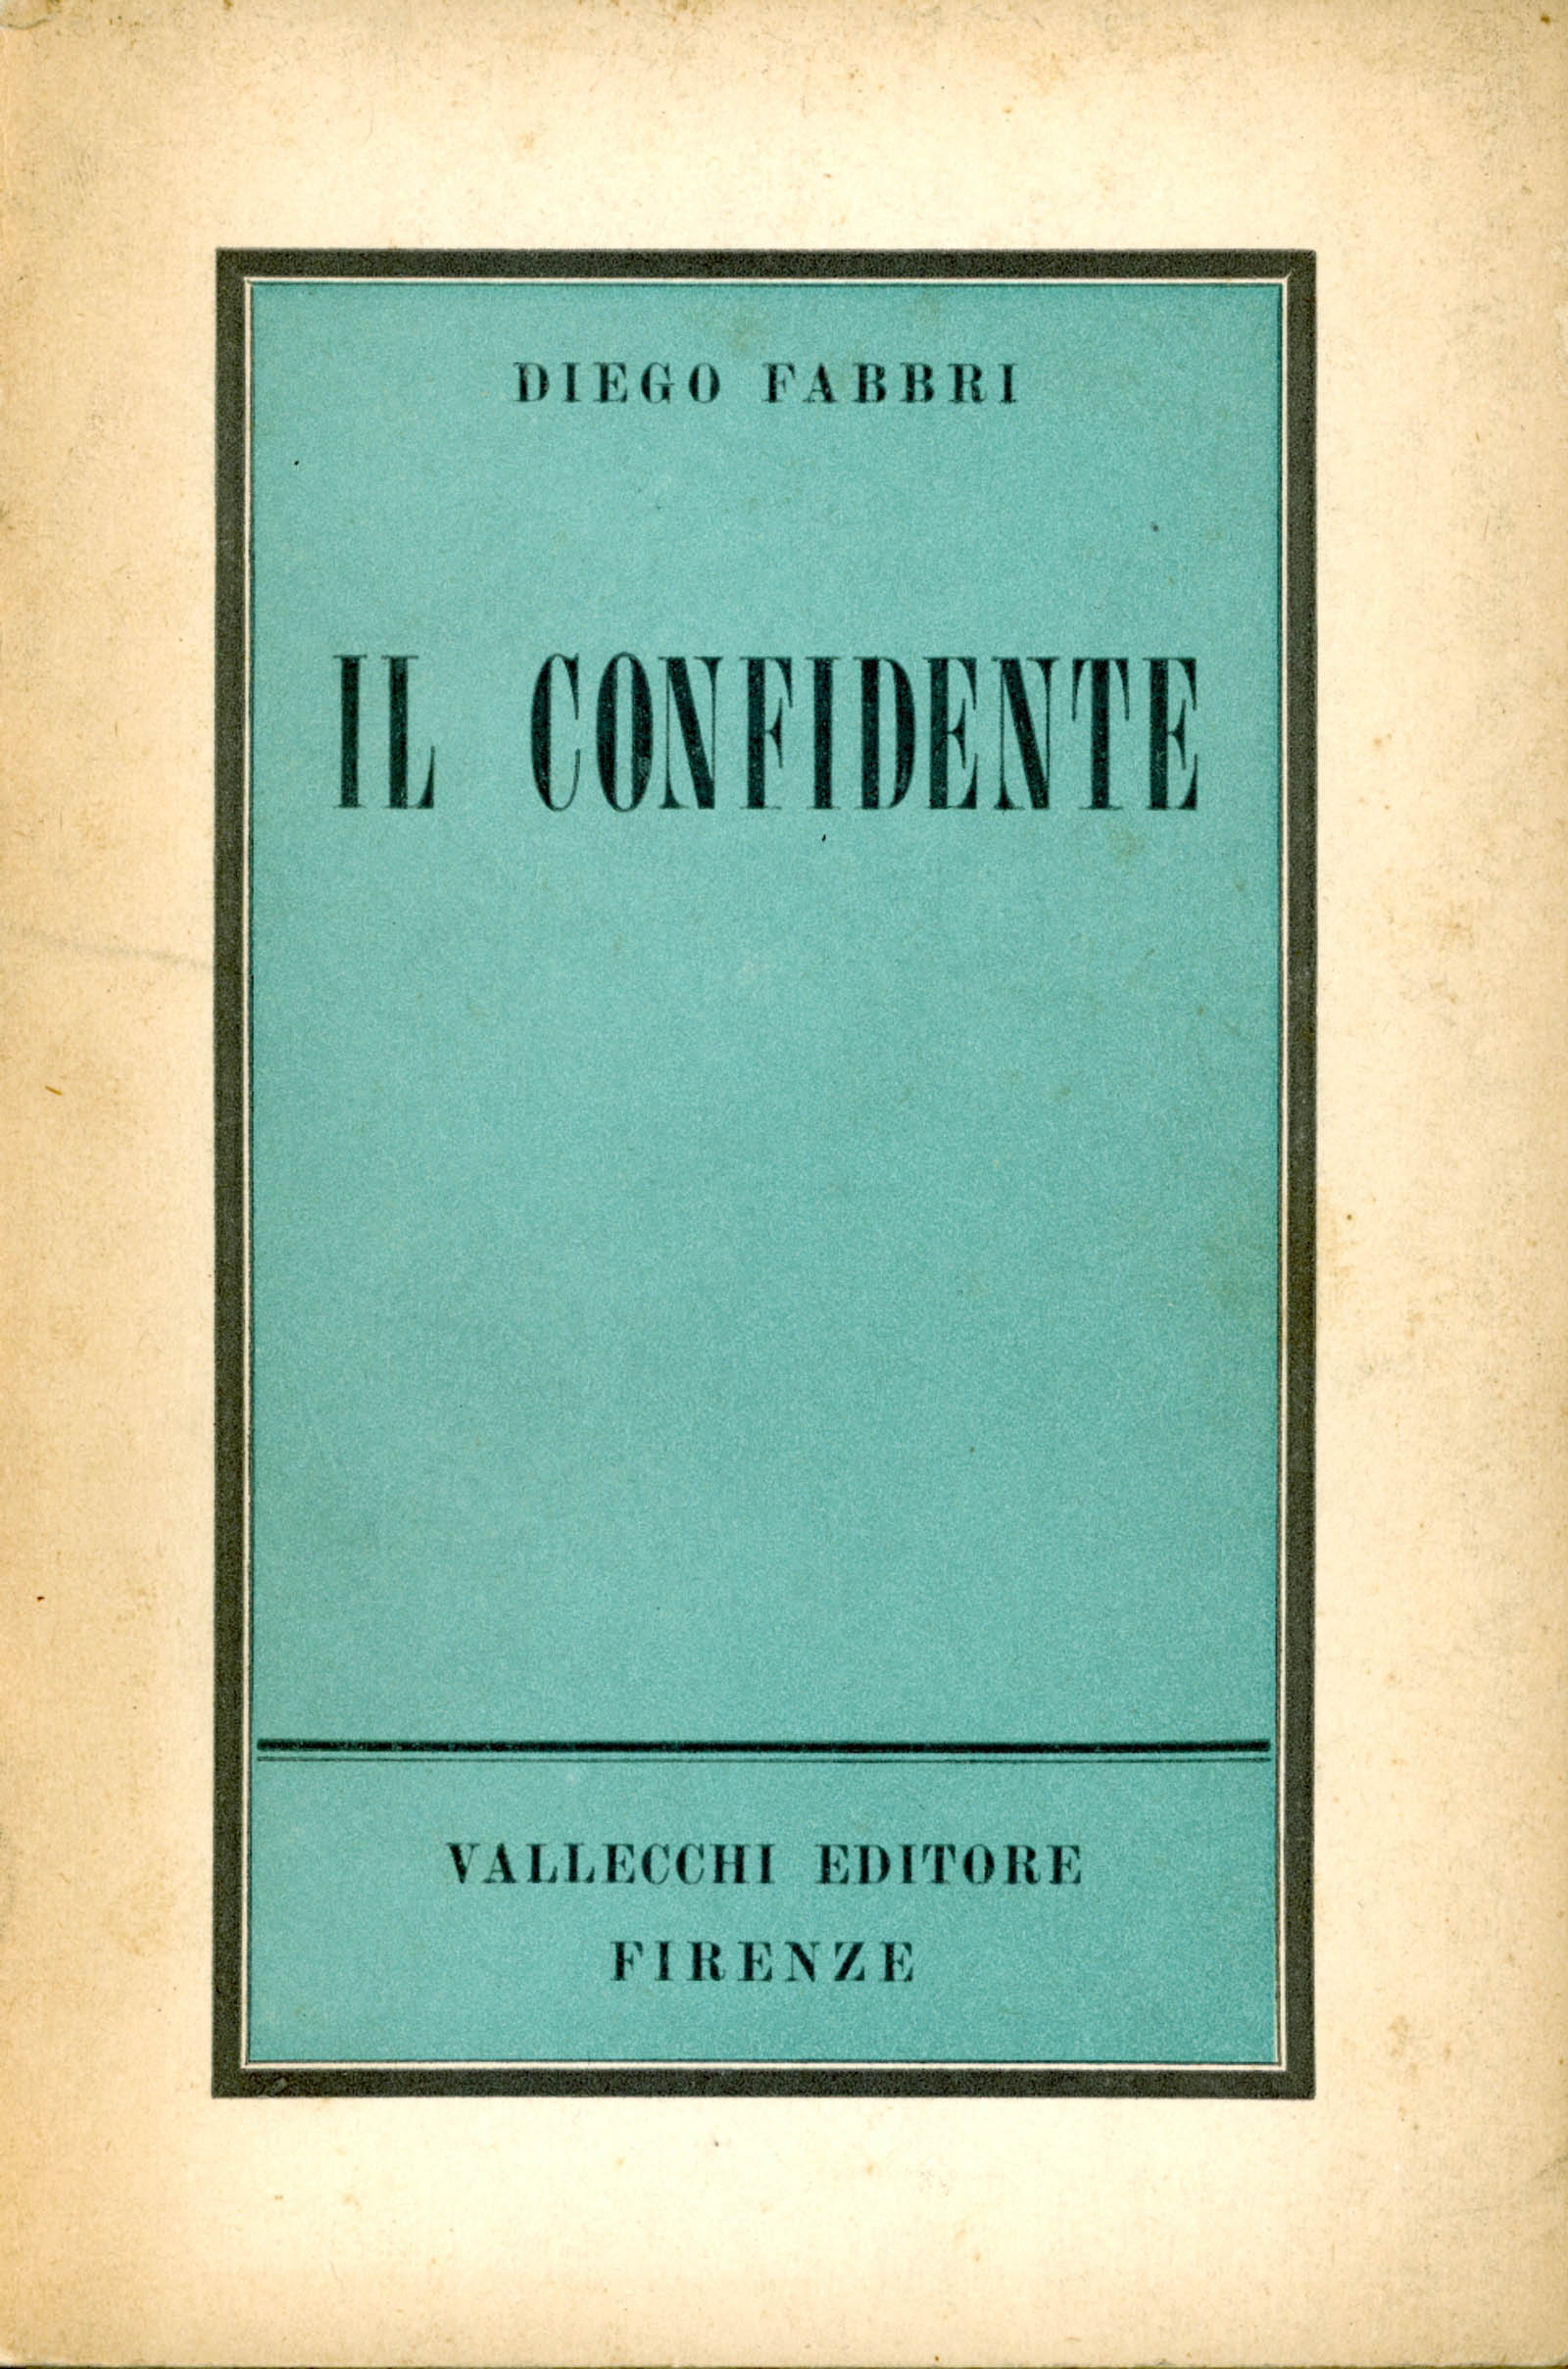 DIEGO FABBRI
IL CONFIDENTE
VALLECCHI EDITORE
FIRENZE